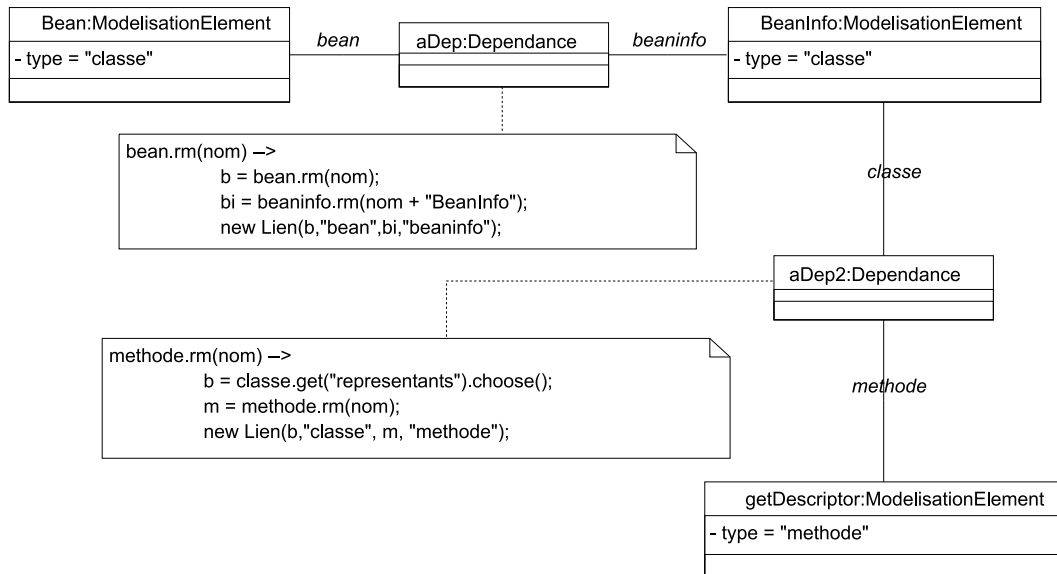 Bean:ModelisationElement
- type = "classe"
bean
aDep:Dependance
beaninfo
BeanInfo:ModelisationElement
- type = "classe"
bean.rm(nom) –>
b = bean.rm(nom);
bi = beaninfo.rm(nom + "BeanInfo");
new Lien(b,"bean",bi,"beaninfo");
classe
aDep2:Dependance
methode.rm(nom) –>
b = classe.get("representants").choose();
m = methode.rm(nom);
new Lien(b,"classe", m, "methode");
methode
getDescriptor:ModelisationElement
- type = "methode"